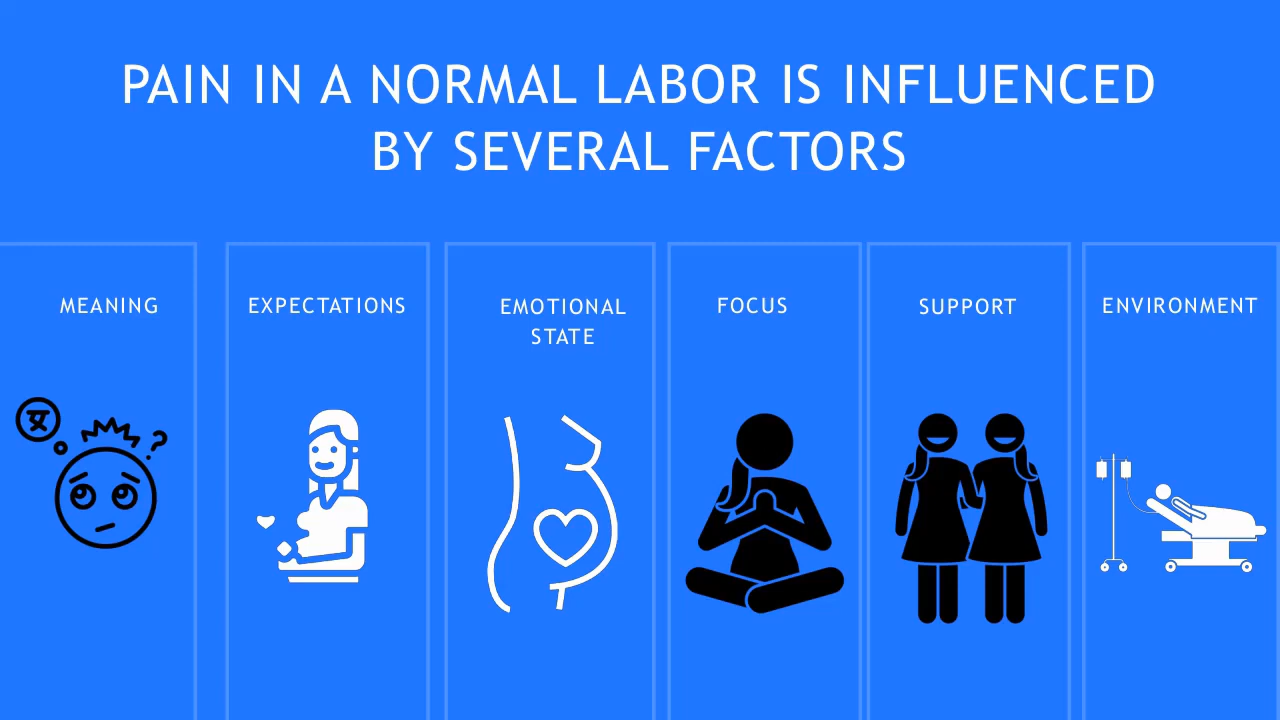 PAIN IN A NORMAL LABOR IS INFLUENCED
BY SEVERAL FACTORS
MEANING
EXPECTATIONS
EMOTIONAL
STATE
FOCUS
SUPPORT
ENVIRONMENT
?